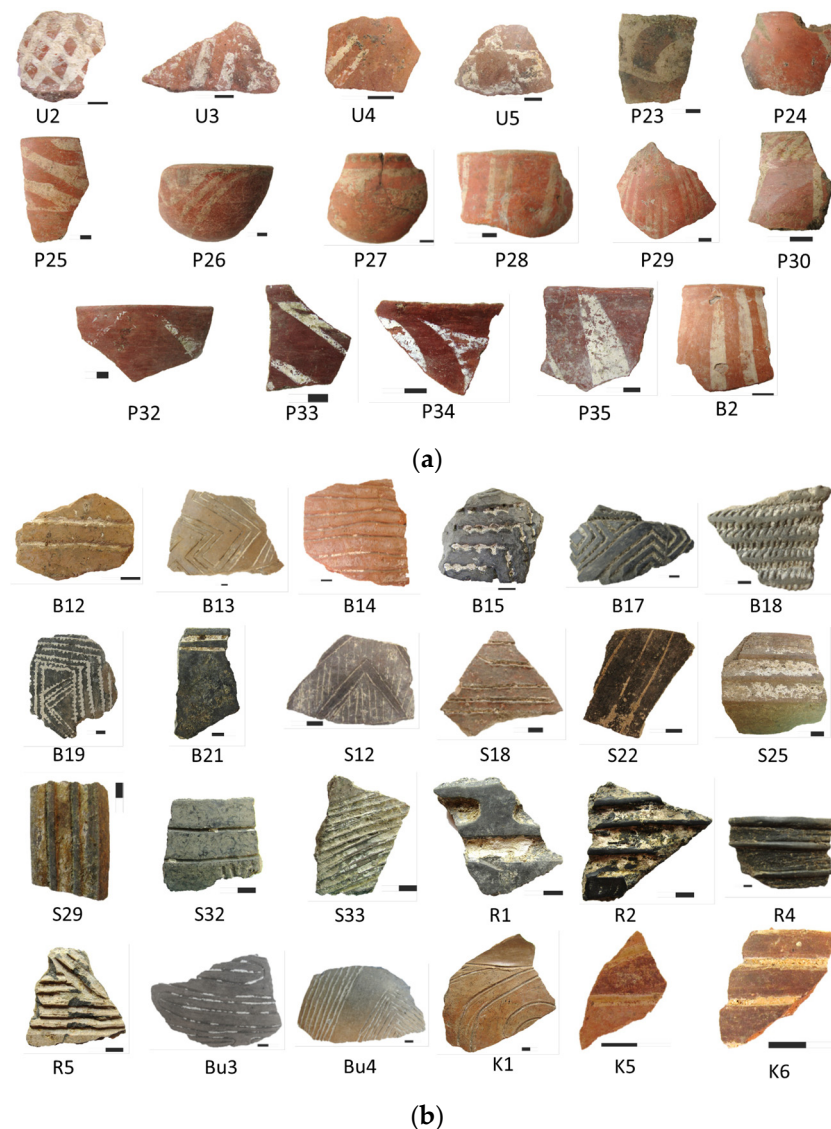 U2 U3 U4 U5 P23 P24
P25 P26 P27 P28 P29 P30
P32 P33 P34 P35 B2
(a)
B12 B13 B14 B15 B17 B18
B19 B21 S12 S18 S22 S25
S29 S32 S33 R1 R2 R4
R5 Bu3 Bu4 K1 K5 K6
(b)